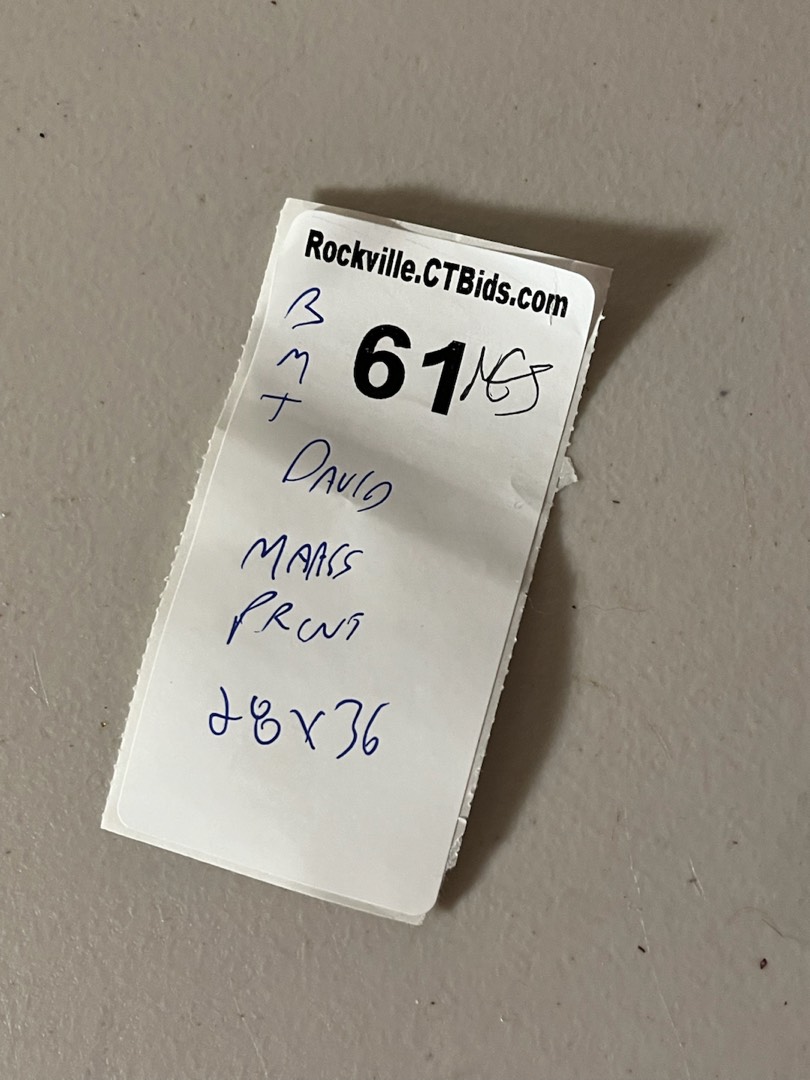 Rockville.CTBids.com
B
M
T
61
DAVID
MAASS
PRINT
28x36